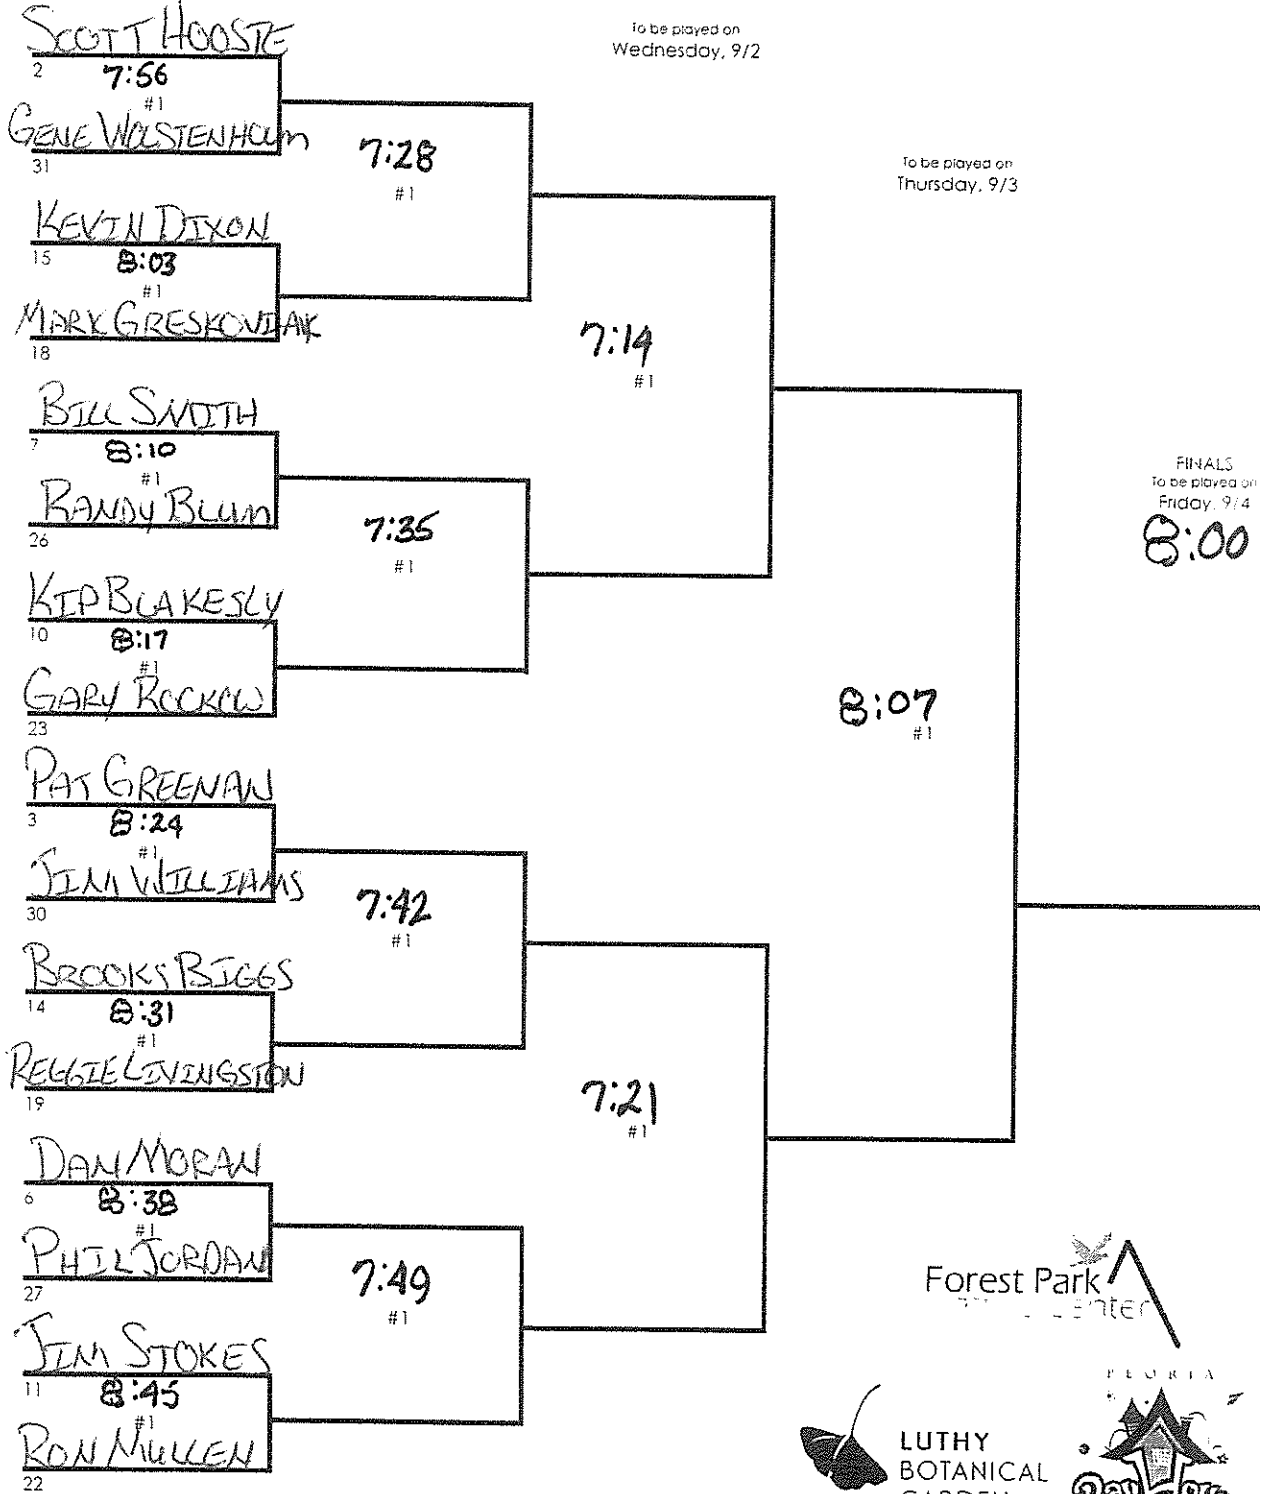 SCOTT HOOSTE
2
7:56
#1
GENE WOLSTENHOLM
31
KEVIN DIXON
15
8:03
#1
MARK GRESKOVIAK
18
BILL SMITH
7
8:10
#1
RANDY BLUM
26
KIP BLAKESLY
10
8:17
#1
GARY ROCKOW
23
PAT GREENAN
3
8:24
#1
JIM WILLIAMS
30
BROOKS BIGGS
14
8:31
#1
REGGIE LIVINGSTON
19
DAN MORAN
6
8:38
#1
PHIL JORDAN
27
JIM STOKES
11
8:45
#1
RON MULLEN
22
To be played on
Wednesday, 9/2
7:28
#1
7:35
#1
7:42
#1
7:49
#1
To be played on
Thursday, 9/3
7:14
#1
7:21
#1
8:07
#1
FINALS
To be played on
Friday, 9/4
8:00
Forest Park
PEORIA
LUTHY
BOTANICAL